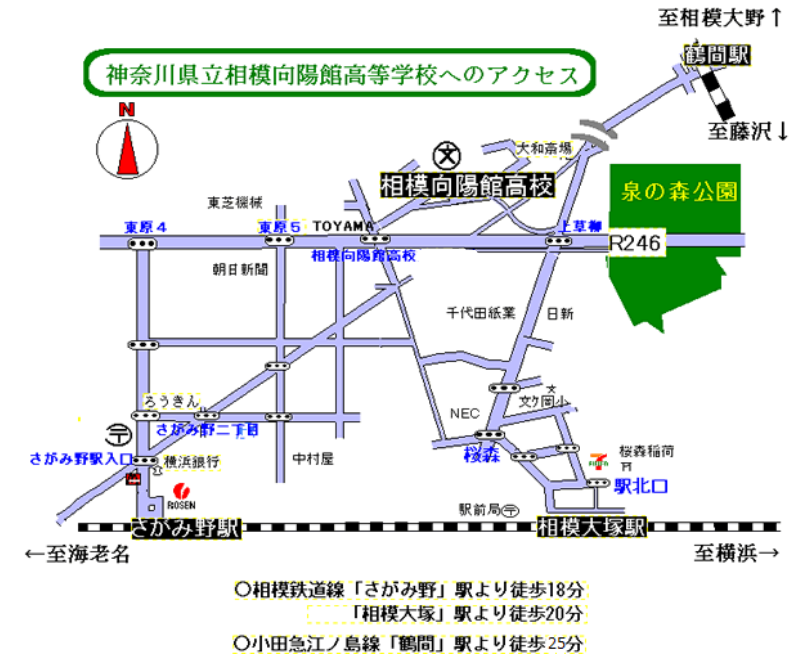 至相模大野↑
鶴間駅
神奈川県立相模向陽館高等学校へのアクセス
N
至藤沢↓
文
大和斎場
相模向陽館高校
泉の森公園
東芝機械
東原4
東原5
TOYAMA
上草柳
R246
相模向陽館高校
朝日新聞
千代田紙業
日新
ろうきん
文
文ヶ岡小
NEC
さがみ野二丁目
〒
さがみ野駅入口
横浜銀行
中村屋
桜森
桜森稲荷
駅北口
ROSEN
駅前局〒
さがみ野駅
相模大塚駅
←至海老名
至横浜→
○相模鉄道線「さがみ野」駅より徒歩18分
「相模大塚」駅より徒歩20分
○小田急江ノ島線「鶴間」駅より徒歩25分